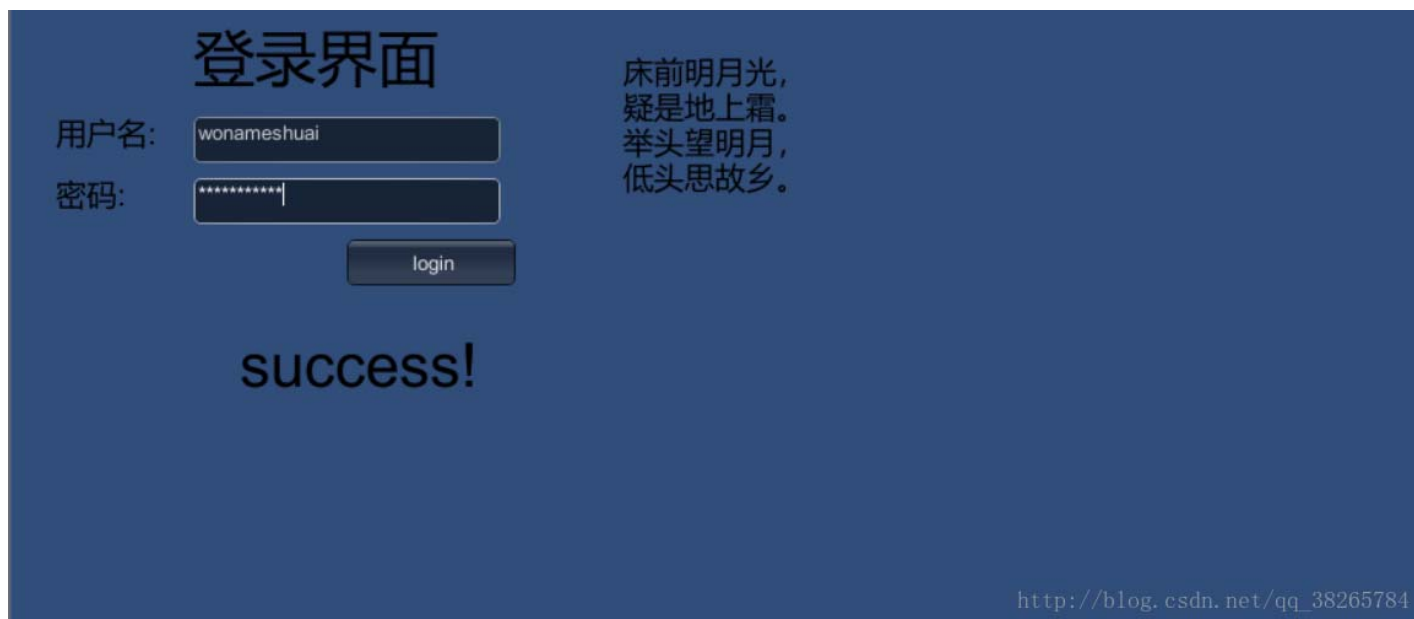 登录界面
用户名:
wonameshuai
密码:
***********
login
success!
床前明月光，
疑是地上霜。
举头望明月，
低头思故乡。
http://blog.csdn.net/qq_38265784